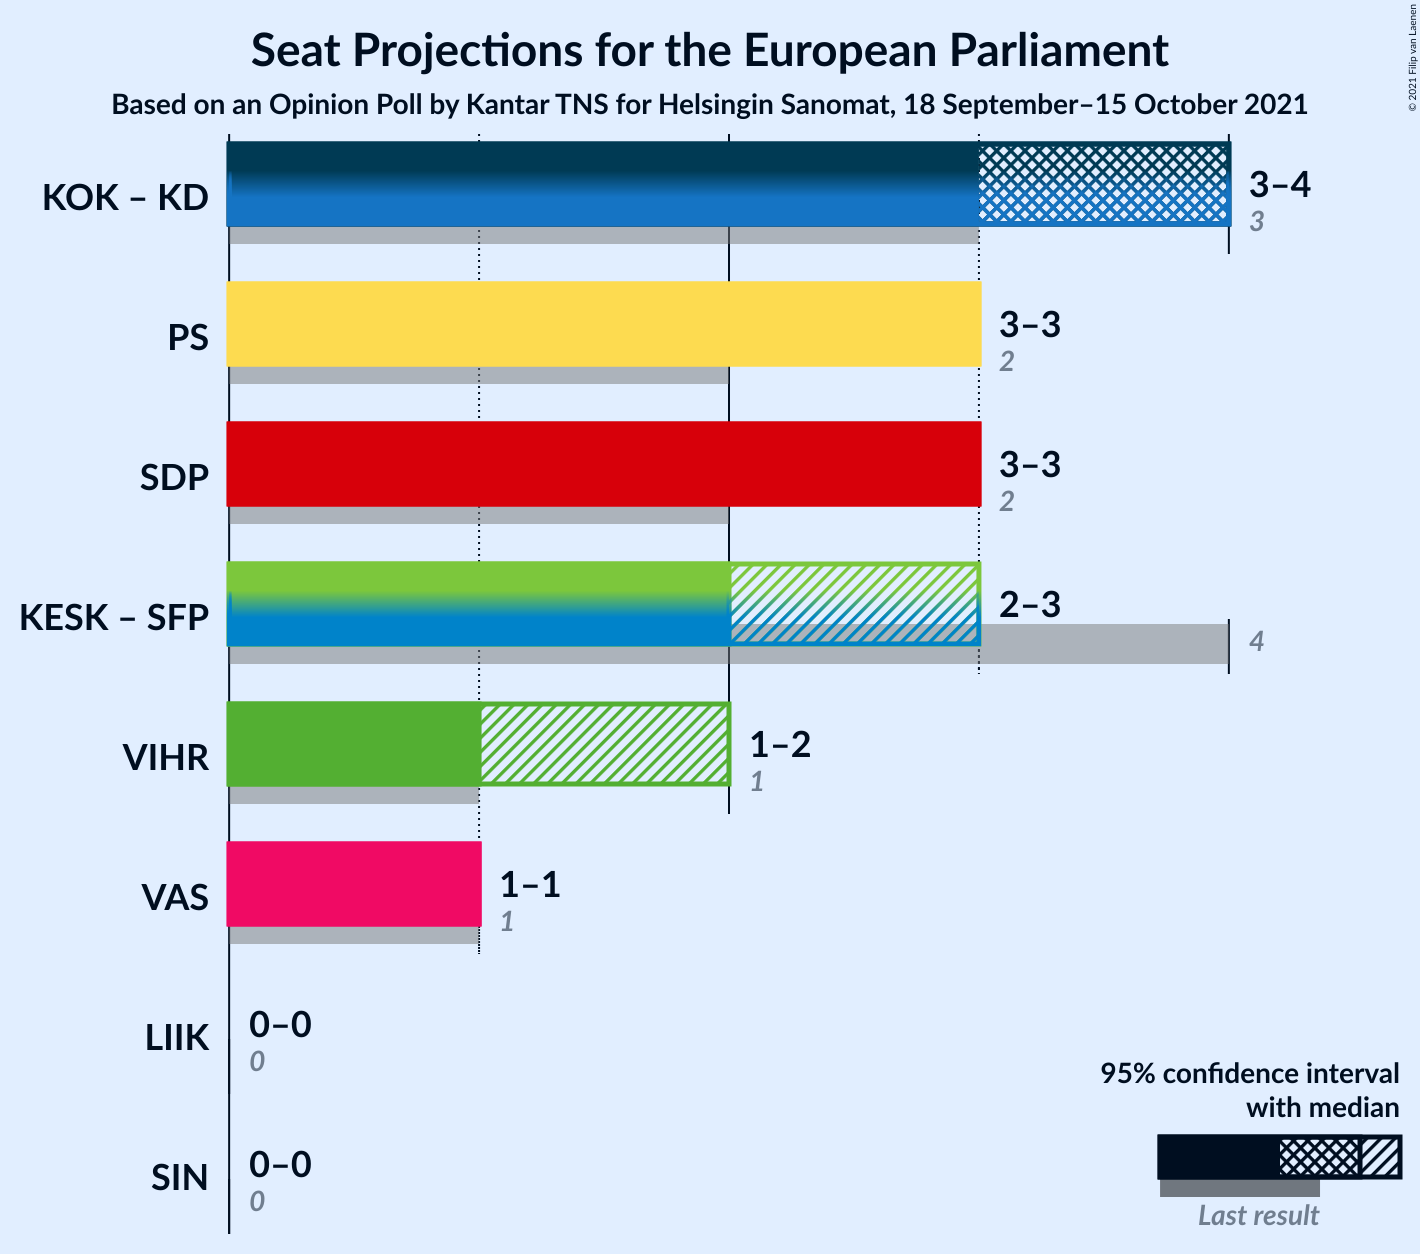 Seat Projections for the European Parliament
Based on an Opinion Poll by Kantar TNS for Helsingin Sanomat, 18 September–15 October 2021
© 2021 Filip van Laenen
KOK – KD
3–4
3
PS
3–3
2
SDP
3–3
2
KESK – SFP
2–3
4
VIHR
1–2
1
VAS
1–1
1
LIIK
0–0
0
SIN
0–0
0
95% confidence interval
with median
Last result